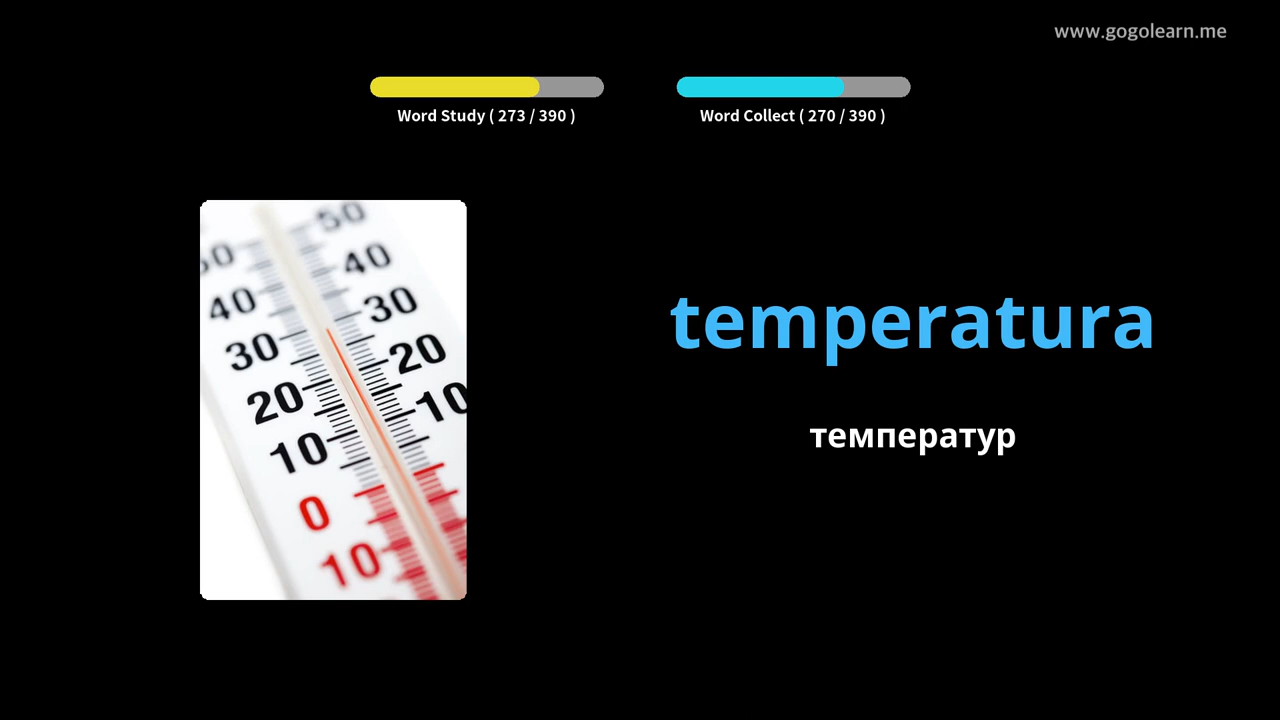 www.gogolearn.me
Word Study ( 273 / 390 )
Word Collect ( 270 / 390 )
50
50
40
40
30
30
20
20
10
10
0
10
temperatura
температур